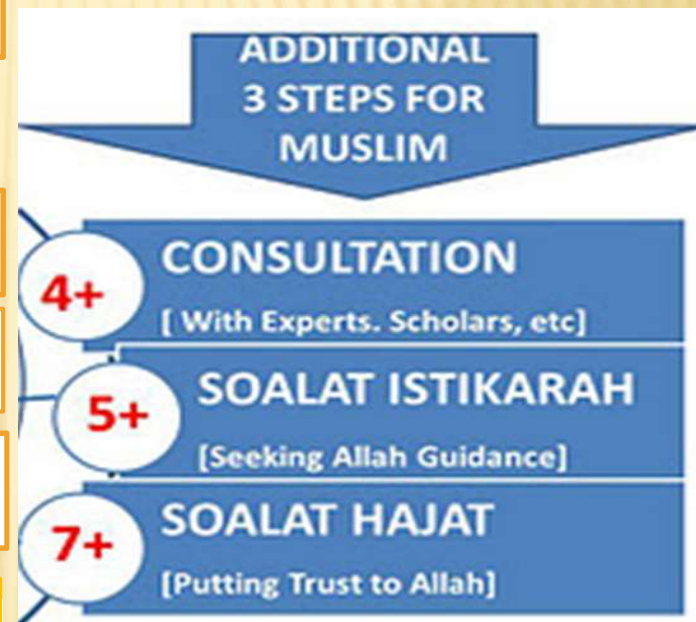 ADDITIONAL
3 STEPS FOR
MUSLIM
4+
CONSULTATION
[ With Experts. Scholars, etc]
5+
SOALAT ISTIKARAH
[Seeking Allah Guidance]
7+
SOALAT HAJAT
[Putting Trust to Allah]